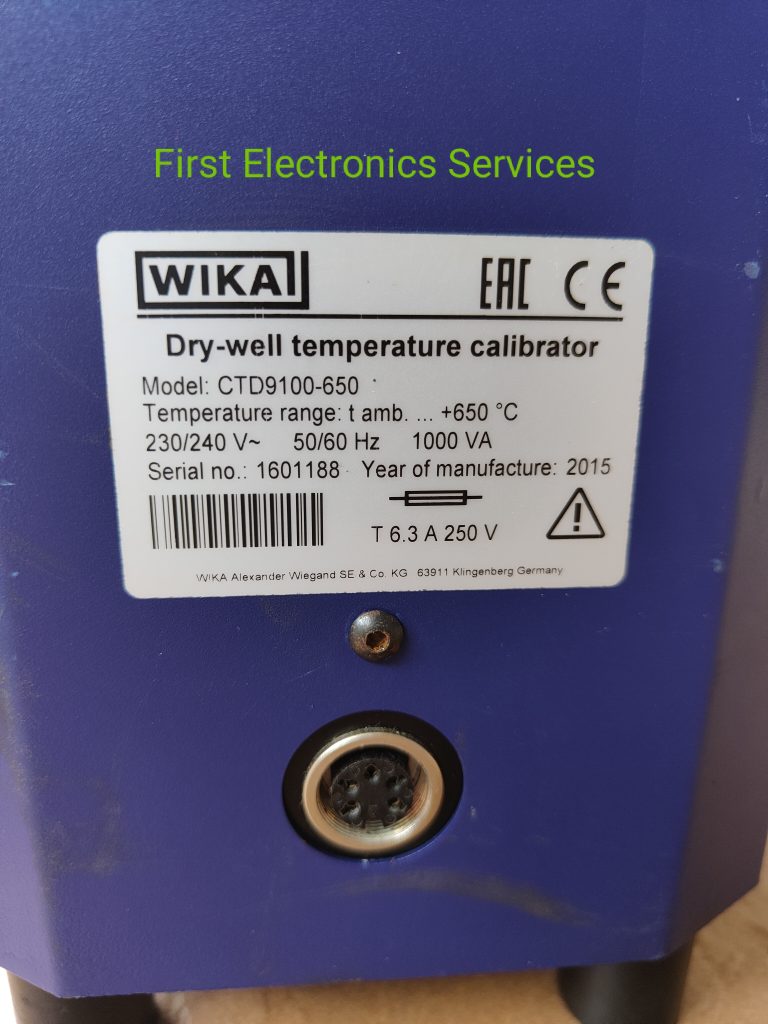 First Electronics Services
WIKA EAC CE
Dry-well temperature calibrator
Model: CTD9100-650
Temperature range: t amb. ... +650 °C
230/240 V~ 50/60 Hz 1000 VA
Serial no.: 1601188 Year of manufacture: 2015
T 6.3 A 250 V
WIKA Alexander Wiegand SE & Co. KG 63911 Klingenberg Germany